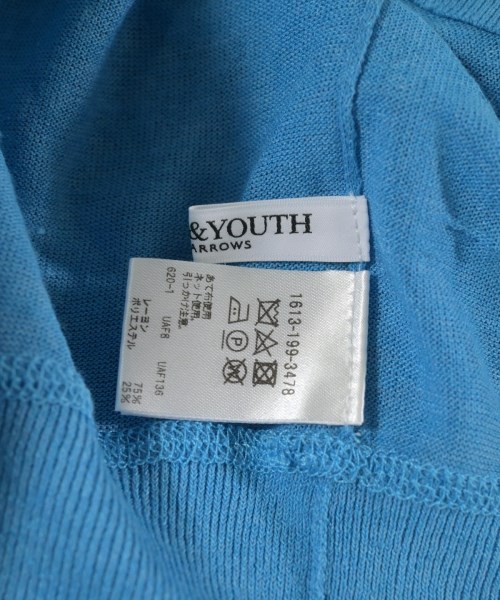 &YOUTH
ARROWS
1613-199-3478
あて布使用
ネット使用。
引っかけ注意。
620-1 UAF8 UAF136
レーヨン 75%
ポリエステル 25%